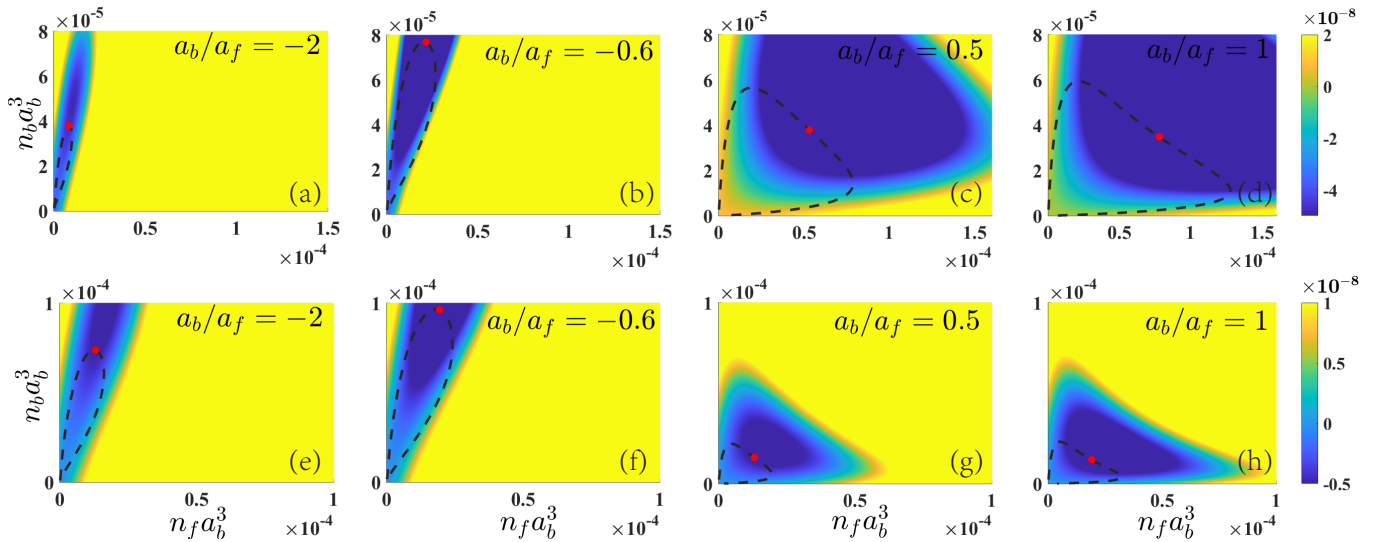 ×10⁻⁵ ×10⁻⁵ ×10⁻⁵ ×10⁻⁵ ×10⁻⁸
8 8 8 8 2
a_b/a_f = −2 a_b/a_f = −0.6 a_b/a_f = 0.5 a_b/a_f = 1
6 6 6 6 0
n_b a_b^3
4 4 4 4 -2
2 2 2 2 -4
(a) (b) (c) (d)
0 0 0 0
0 0.5 1 1.5 0 0.5 1 1.5 0 0.5 1 1.5 0 0.5 1 1.5
×10⁻⁴ ×10⁻⁴ ×10⁻⁴ ×10⁻⁴
×10⁻⁴ ×10⁻⁴ ×10⁻⁴ ×10⁻⁴ ×10⁻⁸
1 1 1 1 1
a_b/a_f = −2 a_b/a_f = −0.6 a_b/a_f = 0.5 a_b/a_f = 1
0.5
n_b a_b^3
0
(e) (f) (g) (h)
0 0 0 0 -0.5
0 0.5 1 0 0.5 1 0 0.5 1 0 0.5 1
n_f a_b^3 ×10⁻⁴ n_f a_b^3 ×10⁻⁴ n_f a_b^3 ×10⁻⁴ n_f a_b^3 ×10⁻⁴